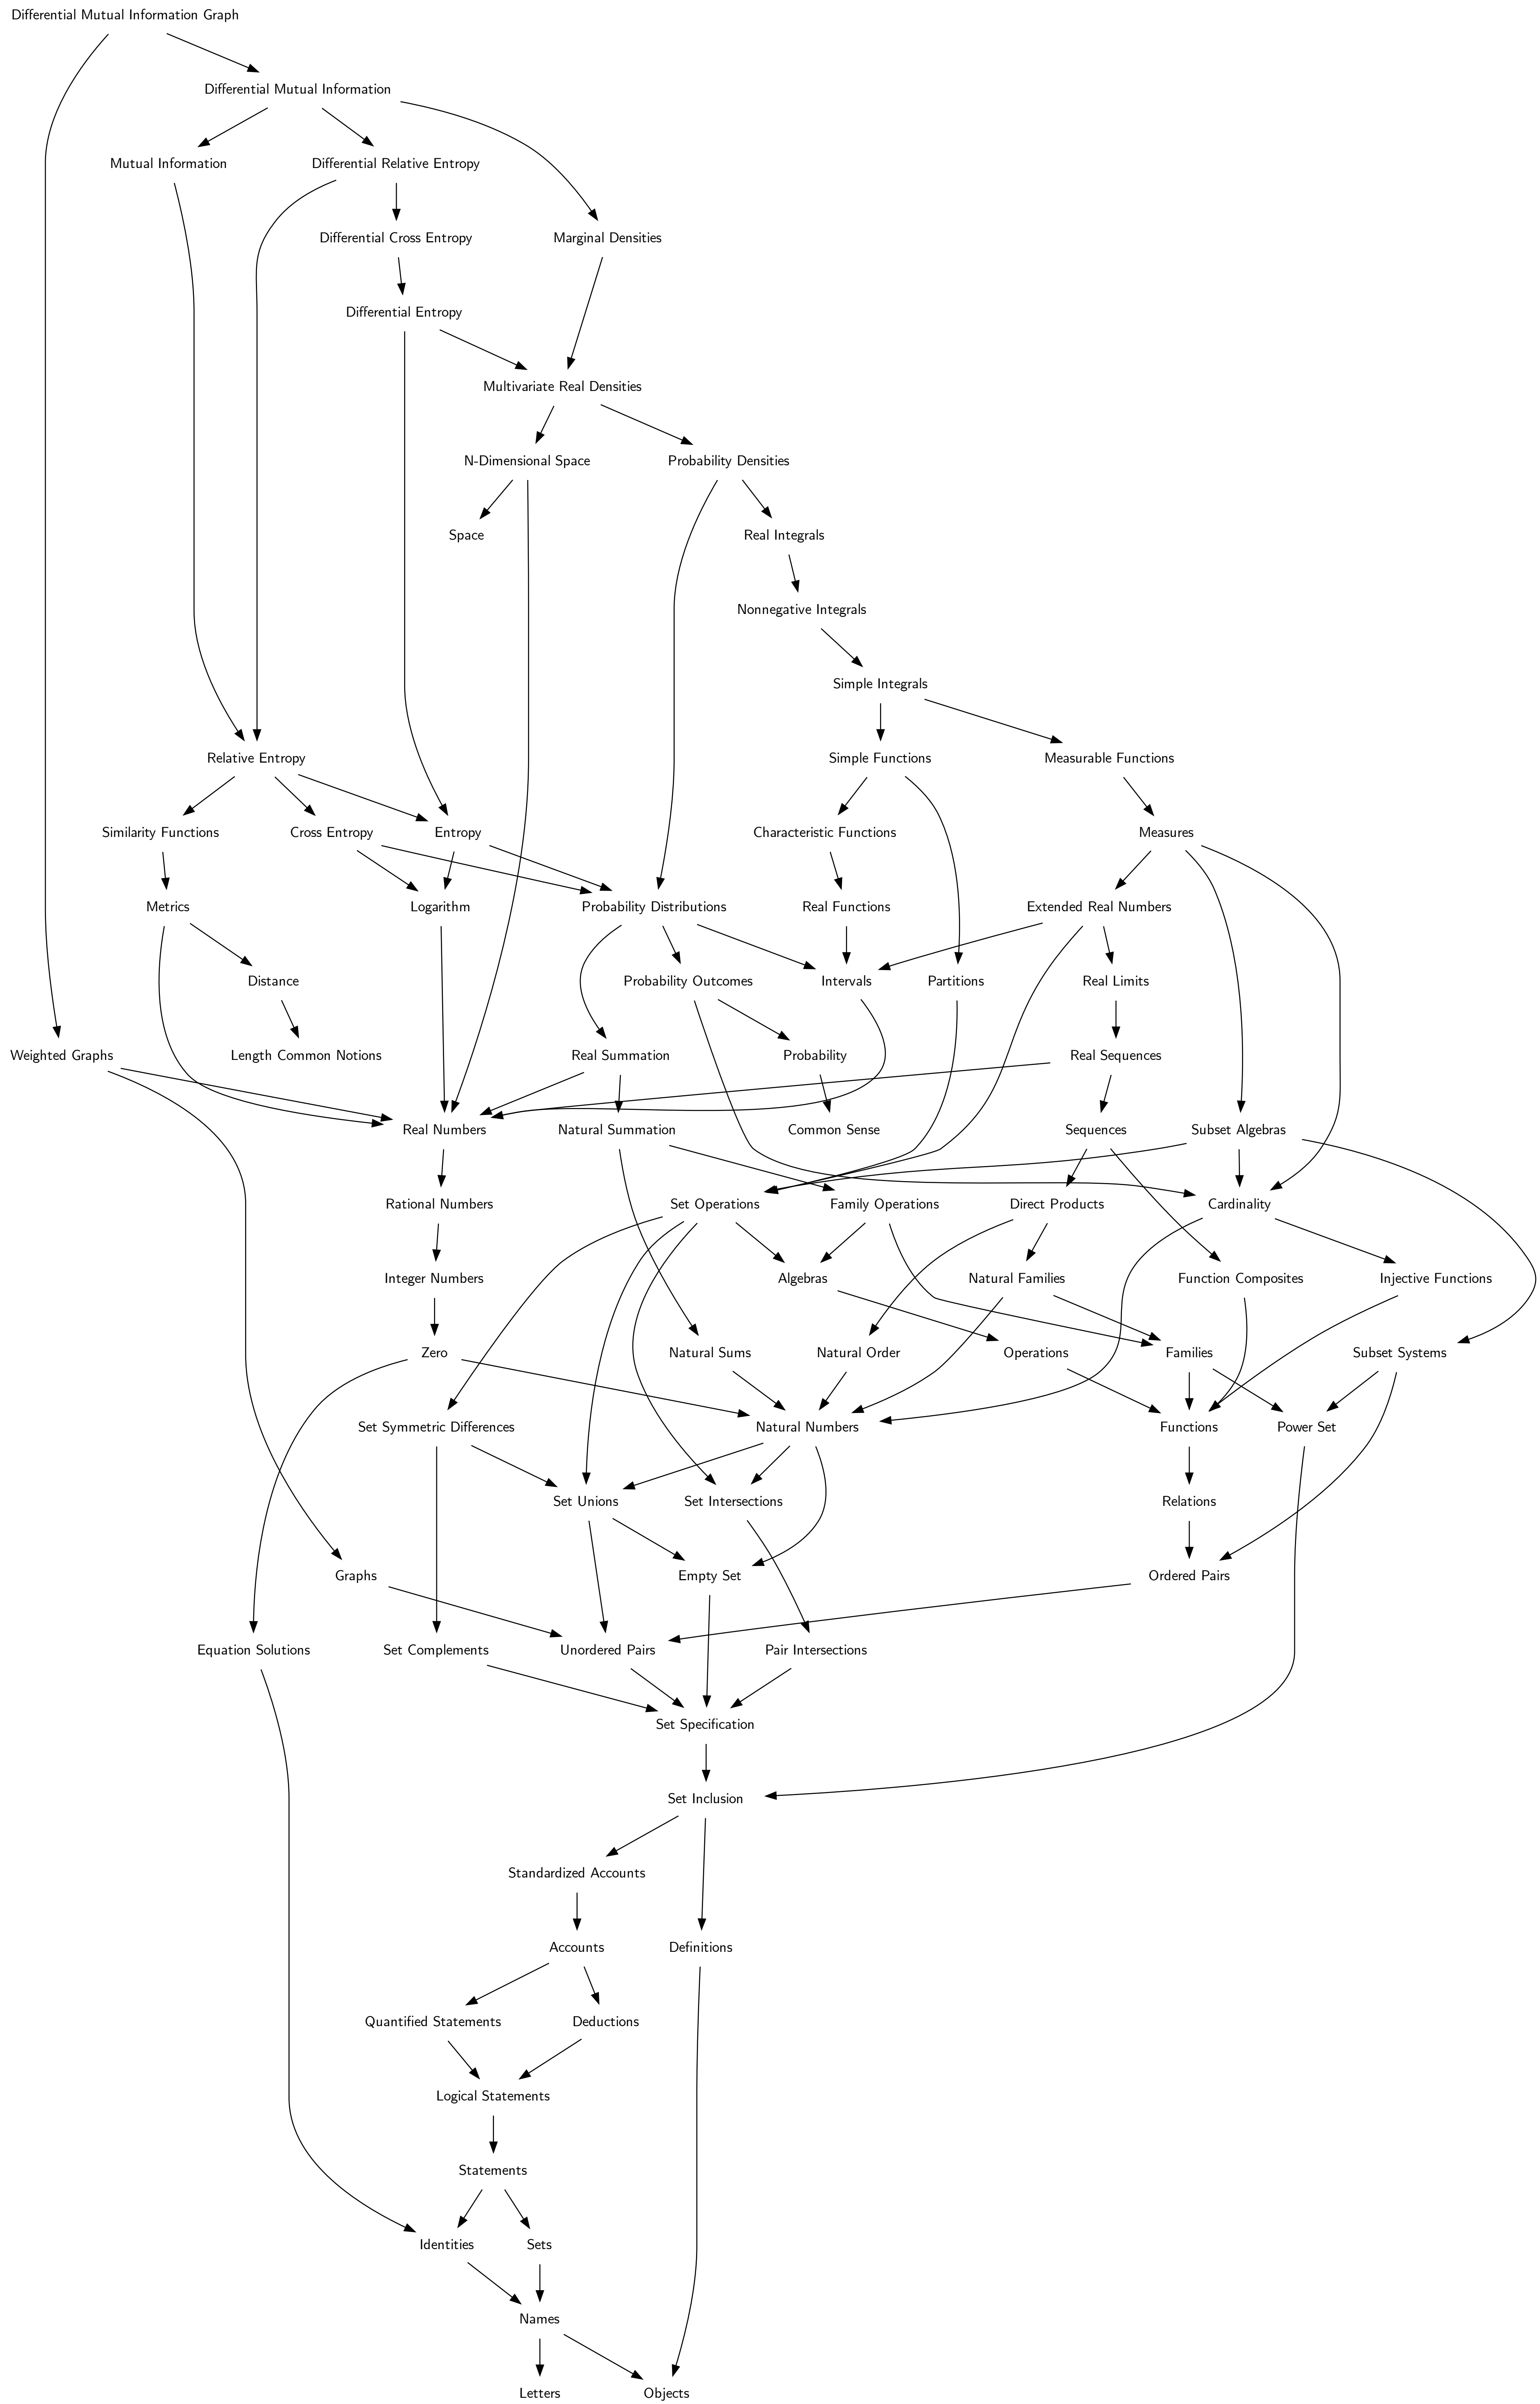 Differential Mutual Information Graph
Differential Mutual Information
Mutual Information
Differential Relative Entropy
Differential Cross Entropy
Marginal Densities
Differential Entropy
Multivariate Real Densities
N-Dimensional Space
Probability Densities
Space
Real Integrals
Nonnegative Integrals
Simple Integrals
Relative Entropy
Simple Functions
Measurable Functions
Similarity Functions
Cross Entropy
Entropy
Characteristic Functions
Measures
Metrics
Logarithm
Probability Distributions
Real Functions
Extended Real Numbers
Distance
Probability Outcomes
Intervals
Partitions
Real Limits
Weighted Graphs
Length Common Notions
Real Summation
Probability
Real Sequences
Real Numbers
Natural Summation
Common Sense
Sequences
Subset Algebras
Rational Numbers
Set Operations
Family Operations
Direct Products
Cardinality
Integer Numbers
Algebras
Natural Families
Function Composites
Injective Functions
Zero
Natural Sums
Natural Order
Operations
Families
Subset Systems
Set Symmetric Differences
Natural Numbers
Functions
Power Set
Set Unions
Set Intersections
Relations
Graphs
Empty Set
Ordered Pairs
Equation Solutions
Set Complements
Unordered Pairs
Pair Intersections
Set Specification
Set Inclusion
Standardized Accounts
Accounts
Definitions
Quantified Statements
Deductions
Logical Statements
Statements
Identities
Sets
Names
Letters
Objects